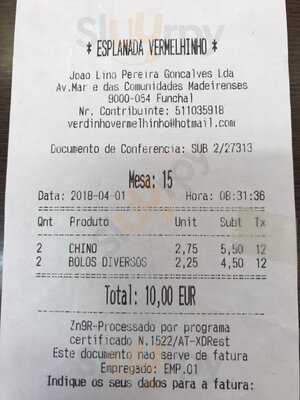 * ESPLANADA VERMELHINHO *
Joao Lino Pereira Goncalves Lda
Av.Mar e das Comunidades Madeirenses
9000-054 Funchal
Nr. Contribuinte: 511035918
verdinhovermelhinho@hotmail.com
Documento de Conferencia: SUB 2/27313
Mesa: 15
Data: 2018-04-01 Hora: 08:31:36
Qnt Produto Unit Subt Tx
2 CHINO 2,75 5,50 12
2 BOLOS DIVERSOS 2,25 4,50 12
Total: 10,00 EUR
Zn9R-Processado por programa
certificado N.1522/AT-XDRest
Este documento nao serve de fatura
Empregado: EMP.01
Indique os seus dados para a fatura: